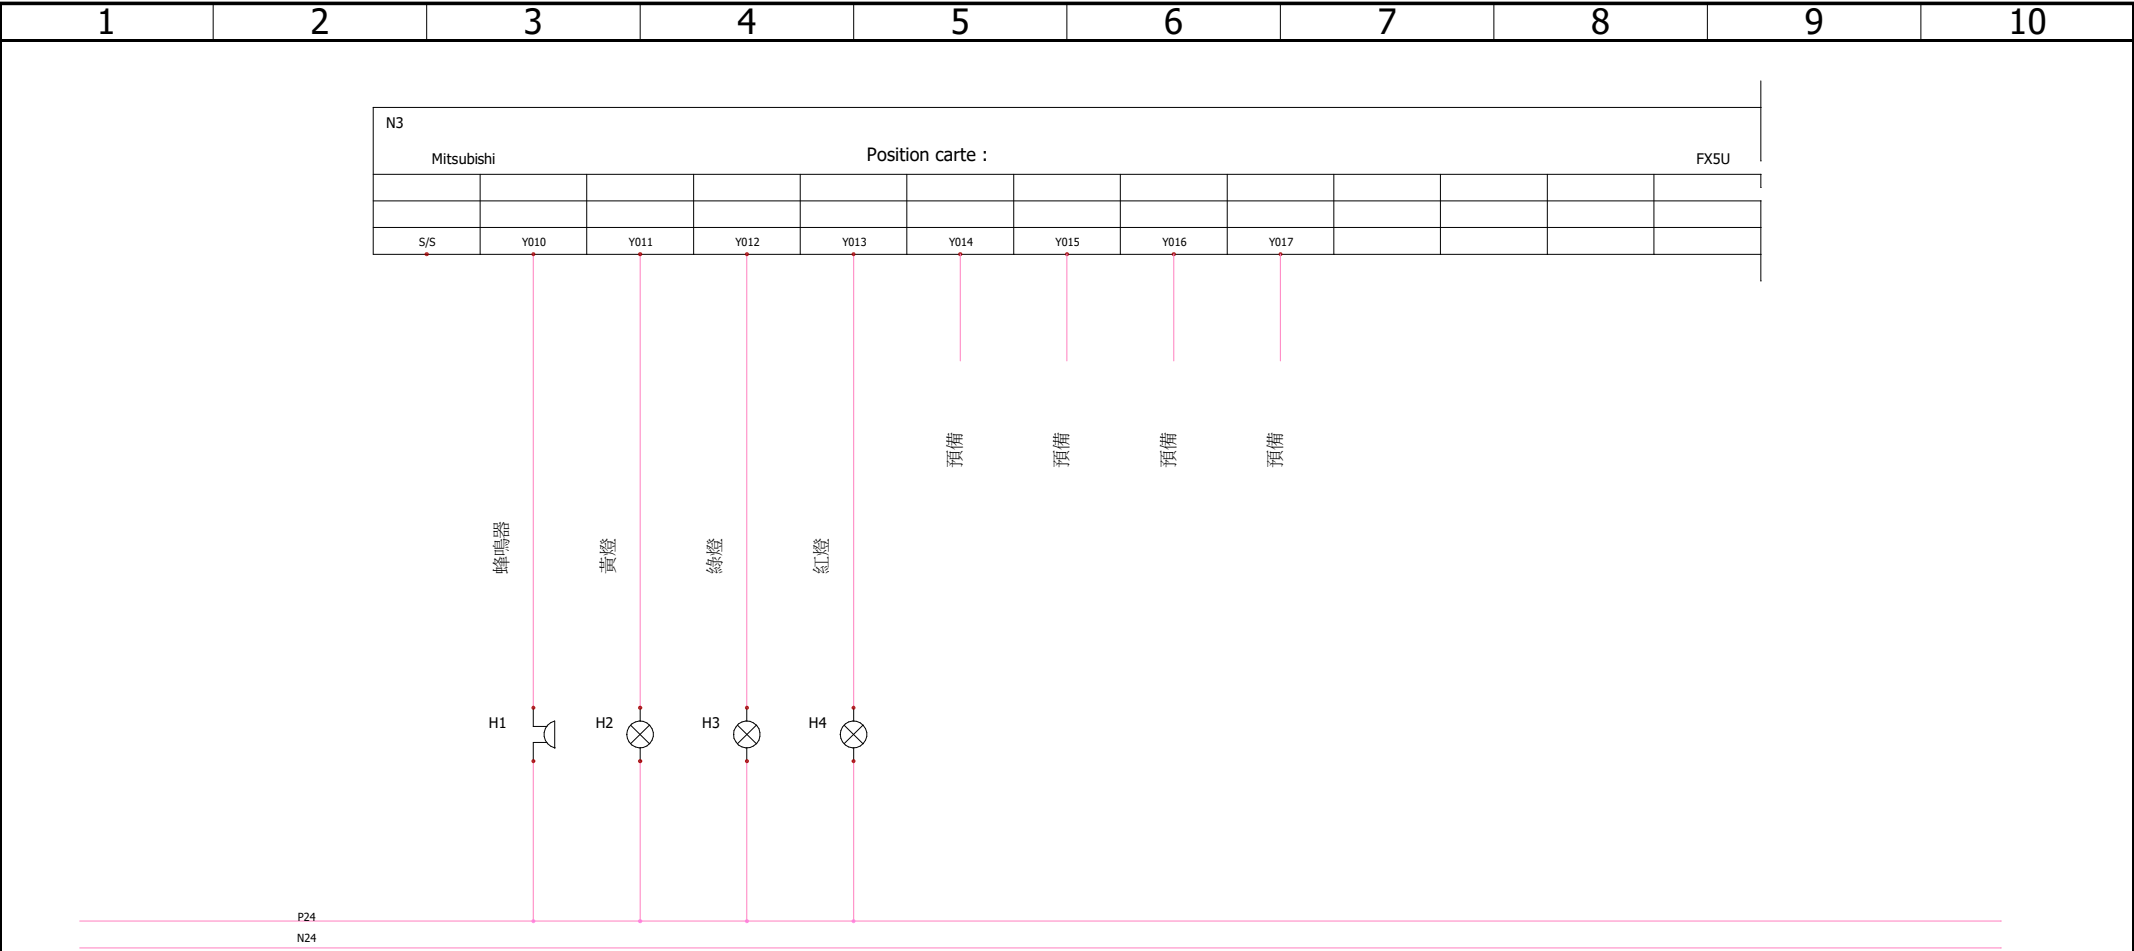 1 2 3 4 5 6 7 8 9 10
N3
Mitsubishi Position carte : FX5U
S/S Y010 Y011 Y012 Y013 Y014 Y015 Y016 Y017
預備 預備 預備 預備
蜂鳴器 黃燈 綠燈 紅燈
H1 H2 H3 H4
P24
N24